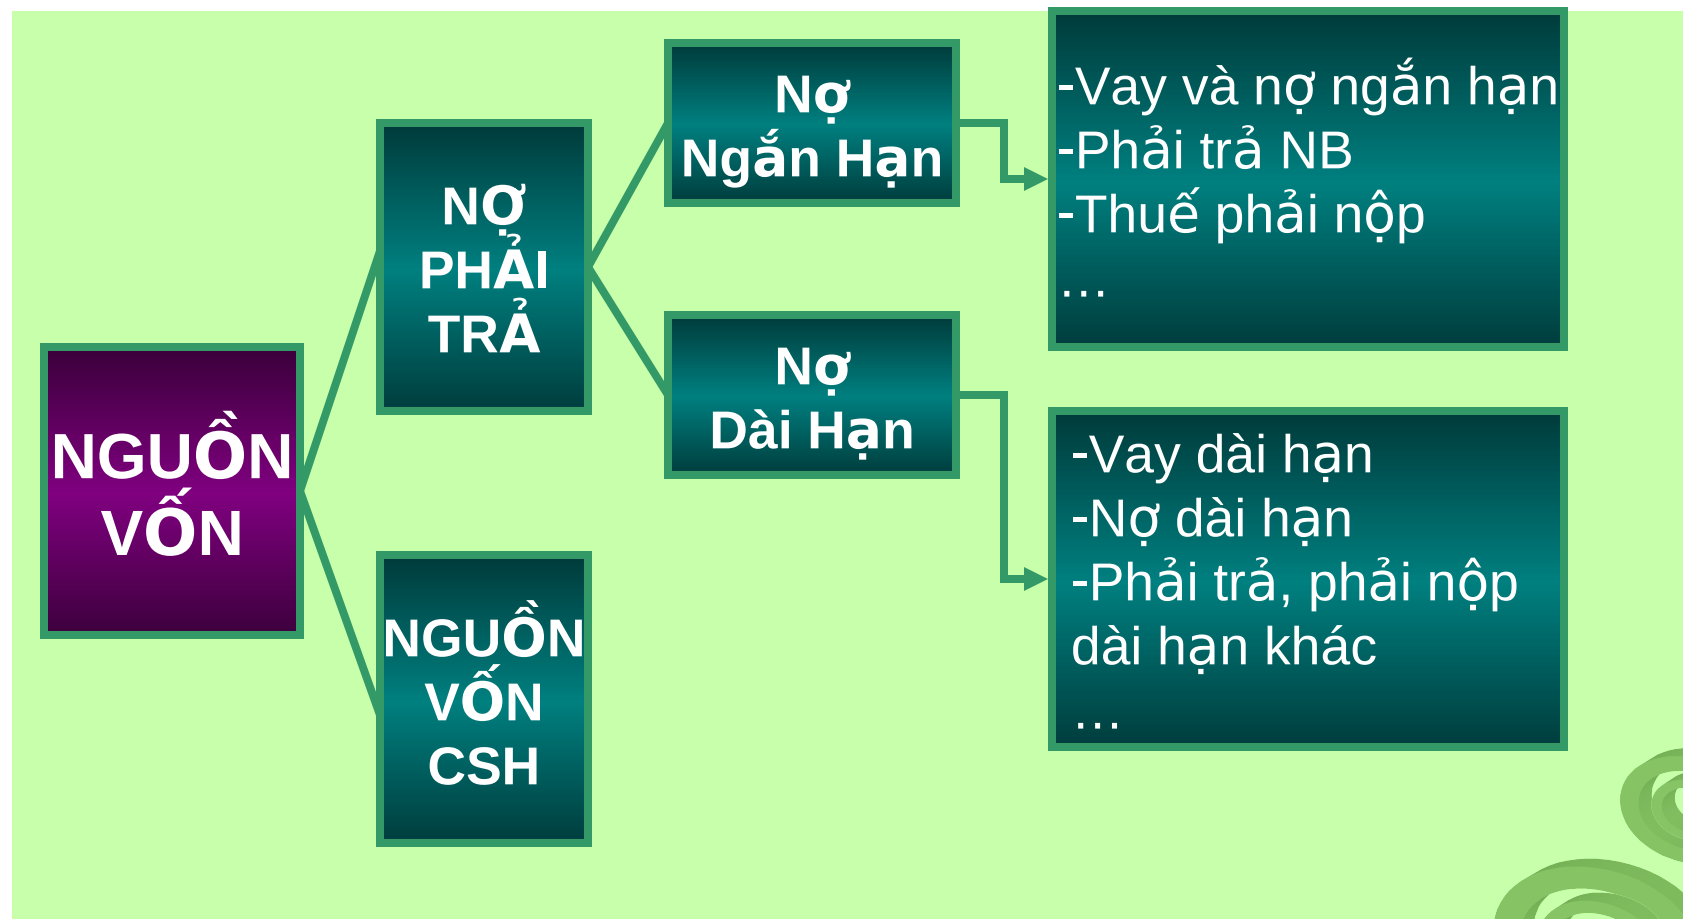 NGUỒN
VỐN
NỢ
PHẢI
TRẢ
NGUỒN
VỐN
CSH
Nợ
Ngắn Hạn
Nợ
Dài Hạn
-Vay và nợ ngắn hạn
-Phải trả NB
-Thuế phải nộp
…
-Vay dài hạn
-Nợ dài hạn
-Phải trả, phải nộp
dài hạn khác
…